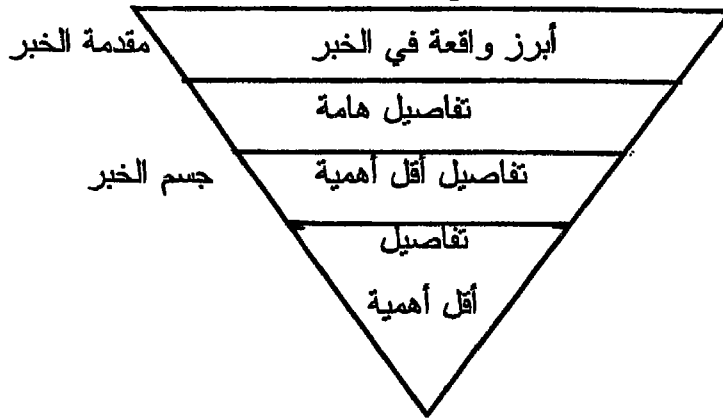 أبرز واقعة في الخبر
مقدمة الخبر
تفاصيل هامة
تفاصيل أقل أهمية
جسم الخبر
تفاصيل
أقل أهمية